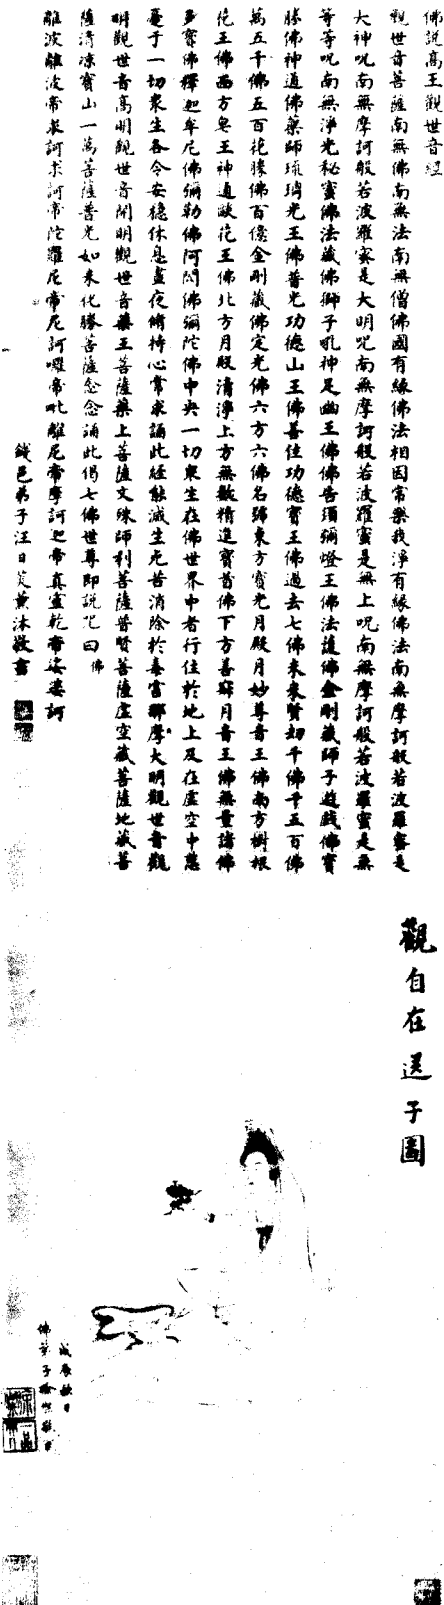 佛說高王觀世音經
觀世音菩薩南無佛南無法南無僧佛國有緣佛法相因常樂我淨有緣佛法南無摩訶般若波羅蜜是
大神咒南無摩訶般若波羅蜜是大明咒南無摩訶般若波羅蜜是無上咒南無摩訶般若波羅蜜是無
等等咒南無淨光秘蜜佛法藏佛獅子吼神足幽王佛佛告須彌燈王佛法護佛金剛藏師子遊戲佛寶
勝佛神通佛藥師琉璃光王佛普光功德山王佛善住功德寶王佛過去七佛未來賢劫千佛千五百佛
萬五千佛五百花勝佛百億金剛藏佛定光佛六方六佛名號東方寶光月殿月妙尊音王佛南方樹根
花王佛西方皂王神通燄花王佛北方月殿清淨上方無數精進寶首佛下方善寂月音王佛無量諸佛
多寶佛釋迦牟尼佛彌勒佛阿閦佛彌陀佛中央一切眾生在佛世界中者行住於地上及在虛空中慈
憂于一切眾生各令安穩休息晝夜脩持心常求誦此經能滅生死苦消除於毒害那摩大明觀世音觀
明觀世音高明觀世音開明觀世音藥王菩薩藥上菩薩文殊師利菩薩普賢菩薩虛空藏菩薩地藏菩
薩清凉寶山一萬菩薩普光如來化勝菩薩念念誦此偈七佛世尊即說咒曰
離波離波帝求訶求訶帝陀羅尼帝尼訶囉帝毗離尼帝摩訶迦帝真靈乾帝娑婆訶
弟子汪日薰沐敬書
觀自在送子圖
佛弟子